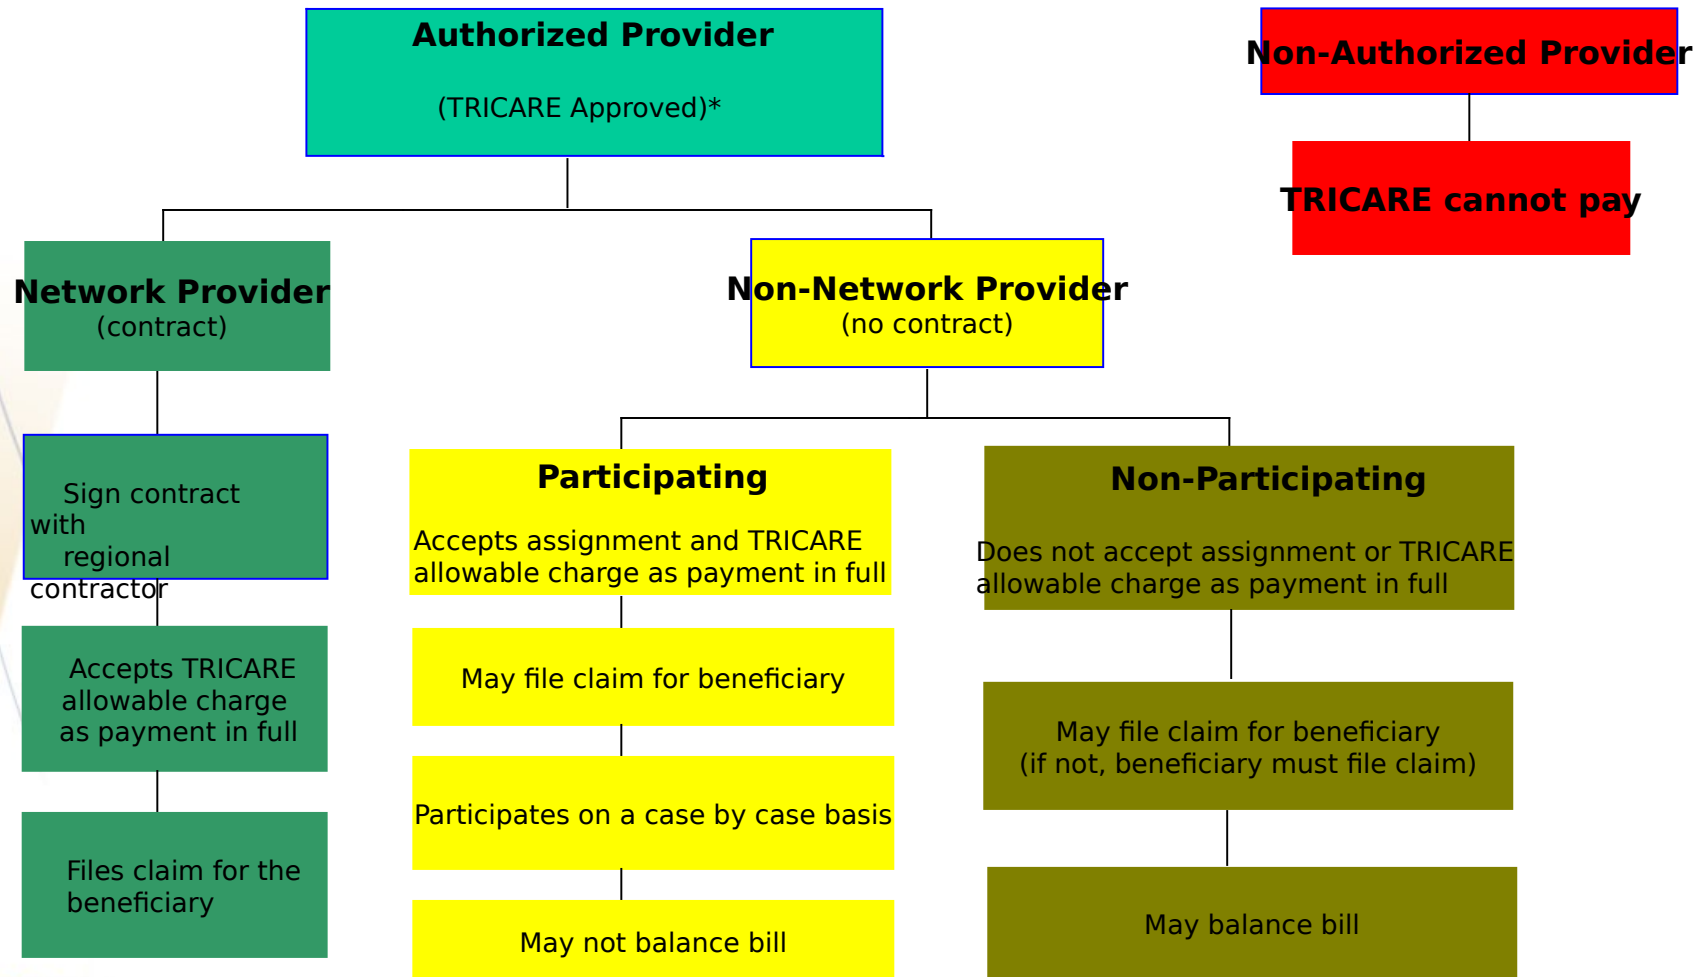 Authorized Provider
(TRICARE Approved)*
Non-Authorized Provider
TRICARE cannot pay
Network Provider
(contract)
Sign contract
with
regional
contractor
Accepts TRICARE
allowable charge
as payment in full
Files claim for the
beneficiary
Non-Network Provider
(no contract)
Participating
Accepts assignment and TRICARE
allowable charge as payment in full
May file claim for beneficiary
Participates on a case by case basis
May not balance bill
Non-Participating
Does not accept assignment or TRICARE
allowable charge as payment in full
May file claim for beneficiary
(if not, beneficiary must file claim)
May balance bill